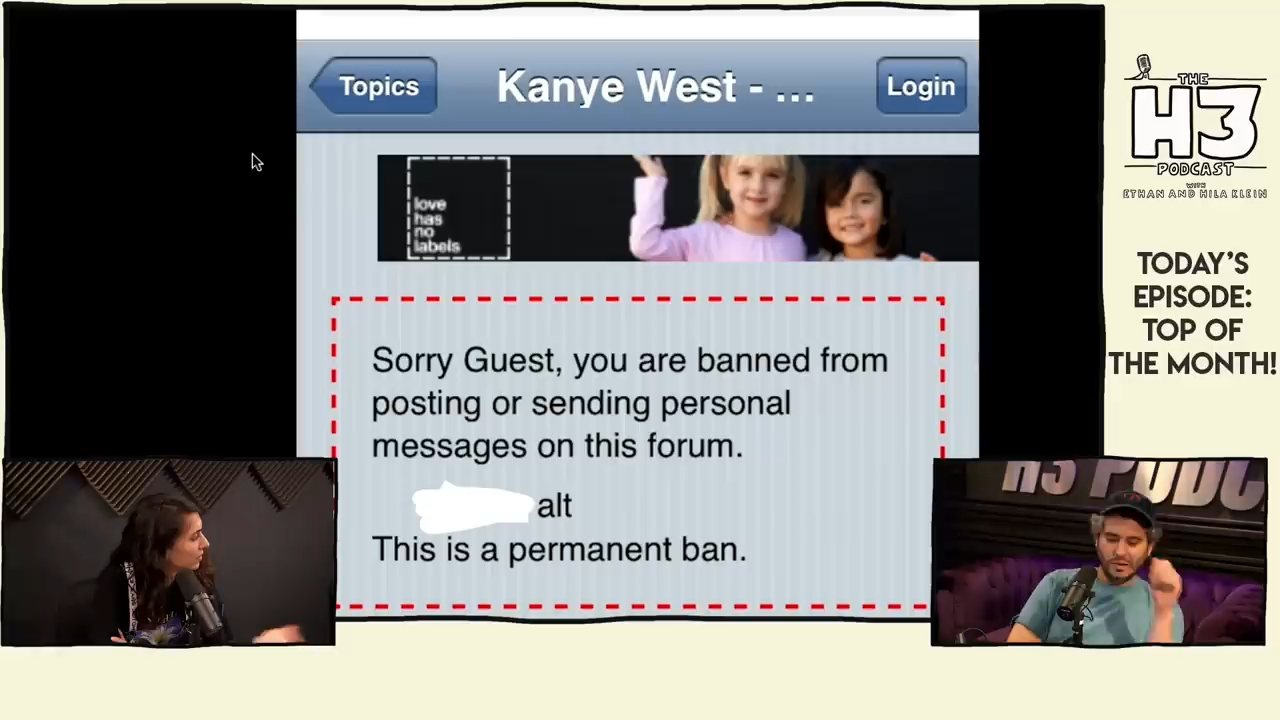 Topics
Kanye West - ...
Login
love
has
no
labels
Sorry Guest, you are banned from
posting or sending personal
messages on this forum.
alt
This is a permanent ban.
THE
H3
PODCAST
WITH
ETHAN AND HILA KLEIN
TODAY'S
EPISODE:
TOP OF
THE MONTH!
H3 PODC